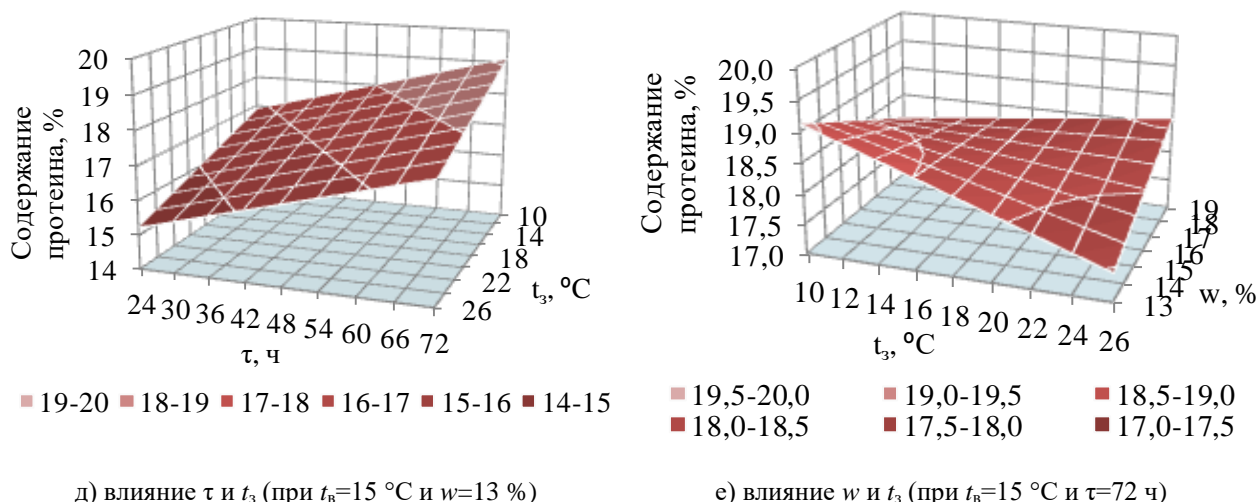 Содержание
протеина, %
20
19
18
17
16
15
14
24 30 36 42 48 54 60 66 72
τ, ч
10
14
18
22
26
tз, ºC
19-20 18-19 17-18 16-17 15-16 14-15
д) влияние τ и tз (при tв=15 °C и w=13 %)
Содержание
протеина, %
20,0
19,5
19,0
18,5
18,0
17,5
17,0
10 12 14 16 18 20 22 24 26
tз, ºC
19
18
17
16
15
14
13
w, %
19,5-20,0 19,0-19,5 18,5-19,0
18,0-18,5 17,5-18,0 17,0-17,5
е) влияние w и tз (при tв=15 °C и τ=72 ч)